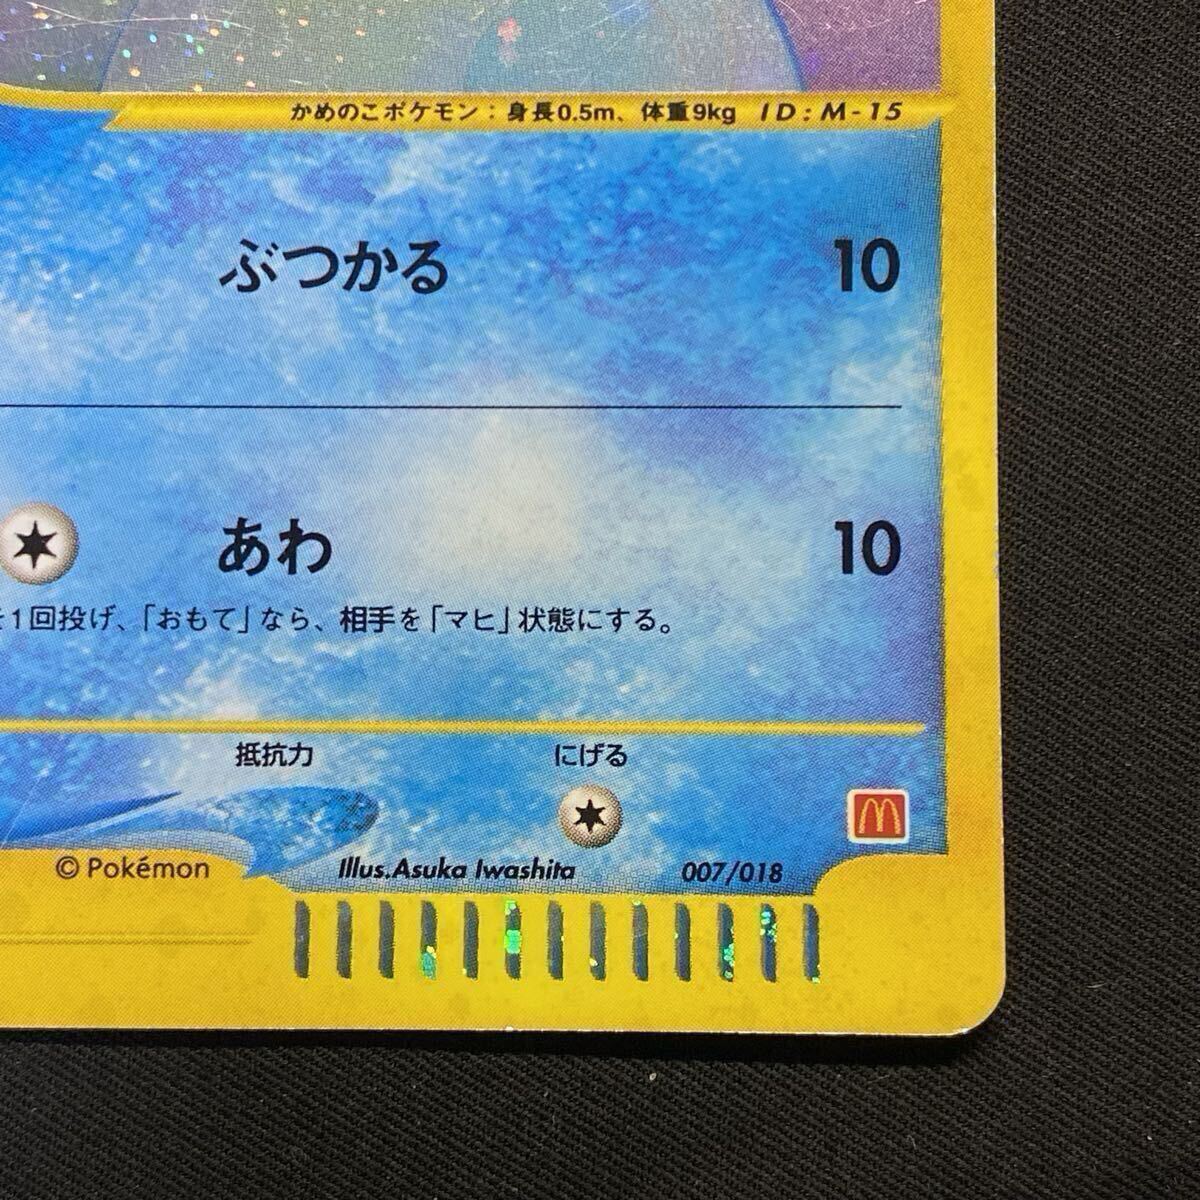 かめのこポケモン：身長0.5m、体重9kg ID:M-15
ぶつかる 10
あわ 10
1回投げ、「おもて」なら、相手を「マヒ」状態にする。
抵抗力 にげる
© Pokémon Illus.Asuka Iwashita 007/018